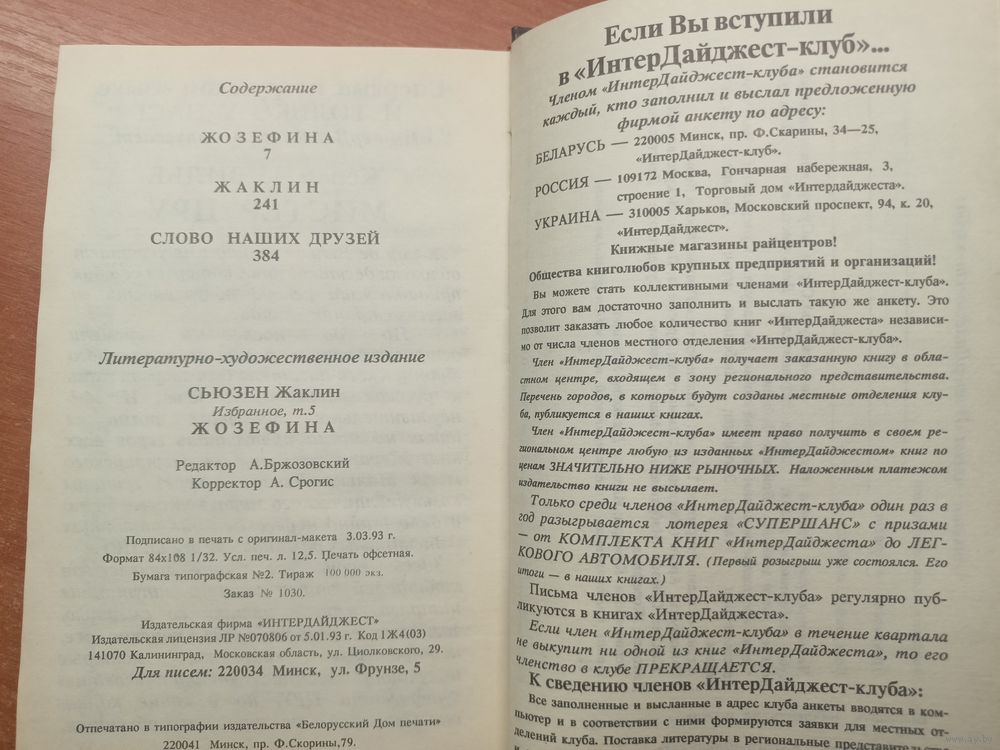 Содержание
ЖОЗЕФИНА
7
ЖАКЛИН
241
СЛОВО НАШИХ ДРУЗЕЙ
384
Литературно-художественное издание
СЬЮЗЕН Жаклин
Избранное, т.5
ЖОЗЕФИНА
Редактор А.Бржозовский
Корректор А. Срогис
Подписано в печать с оригинал-макета 3.03.93 г.
Формат 84x108 1/32. Усл. печ. л. 12,5. Печать офсетная.
Бумага типографская №2. Тираж 100 000 экз.
Заказ № 1030.
Издательская фирма «ИНТЕРДАЙДЖЕСТ»
Издательская лицензия ЛР №070806 от 5.01.93 г. Код 1Ж4(03)
141070 Калининград, Московская область, ул. Циолковского, 29.
Для писем: 220034 Минск, ул. Фрунзе, 5
Отпечатано в типографии издательства «Белорусский Дом печати»
220041 Минск, пр. Ф.Скорины,79.
Если Вы вступили
в «ИнтерДайджест-клуб»...
Членом «ИнтерДайджест-клуба» становится
каждый, кто заполнил и выслал предложенную
фирмой анкету по адресу:
БЕЛАРУСЬ — 220005 Минск, пр. Ф.Скарины, 34—25,
«ИнтерДайджест-клуб».
РОССИЯ — 109172 Москва, Гончарная набережная, 3,
строение 1, Торговый дом «Интердайджеста».
УКРАИНА — 310005 Харьков, Московский проспект, 94, к. 20,
«ИнтерДайджест».
Книжные магазины райцентров!
Общества книголюбов крупных предприятий и организаций!
Вы можете стать коллективными членами «ИнтерДайджест-клуба».
Для этого вам достаточно заполнить и выслать такую же анкету. Это
позволит заказать любое количество книг «ИнтерДайджеста» независи-
мо от числа членов местного отделения «ИнтерДайджест-клуба».
Член «ИнтерДайджест-клуба» получает заказанную книгу в обла-
стном центре, входящем в зону регионального представительства.
Перечень городов, в которых будут созданы местные отделения клу-
ба, публикуется в наших книгах.
Член «ИнтерДайджест-клуба» имеет право получить в своем ре-
гиональном центре любую из изданных «ИнтерДайджестом» книг по
ценам ЗНАЧИТЕЛЬНО НИЖЕ РЫНОЧНЫХ. Наложенным платежом
издательство книги не высылает.
Только среди членов «ИнтерДайджест-клуба» один раз в
год разыгрывается лотерея «СУПЕРШАНС» с призами
— от КОМПЛЕКТА КНИГ «ИнтерДайджеста» до ЛЕГ-
КОВОГО АВТОМОБИЛЯ. (Первый розыгрыш уже состоялся. Его
итоги — в наших книгах.)
Письма членов «ИнтерДайджест-клуба» регулярно пуб-
ликуются в книгах «ИнтерДайджеста».
Если член «ИнтерДайджест-клуба» в течение квартала
не выкупит ни одной из книг «ИнтерДайджеста», то его
членство в клубе ПРЕКРАЩАЕТСЯ.
К сведению членов «ИнтерДайджест-клуба»:
Все заполненные и высланные в адрес клуба анкеты вводятся в ком-
пьютер и в соответствии с ними формируются заявки для местных от-
делений клуба. Поставка литературы в региональные представительства